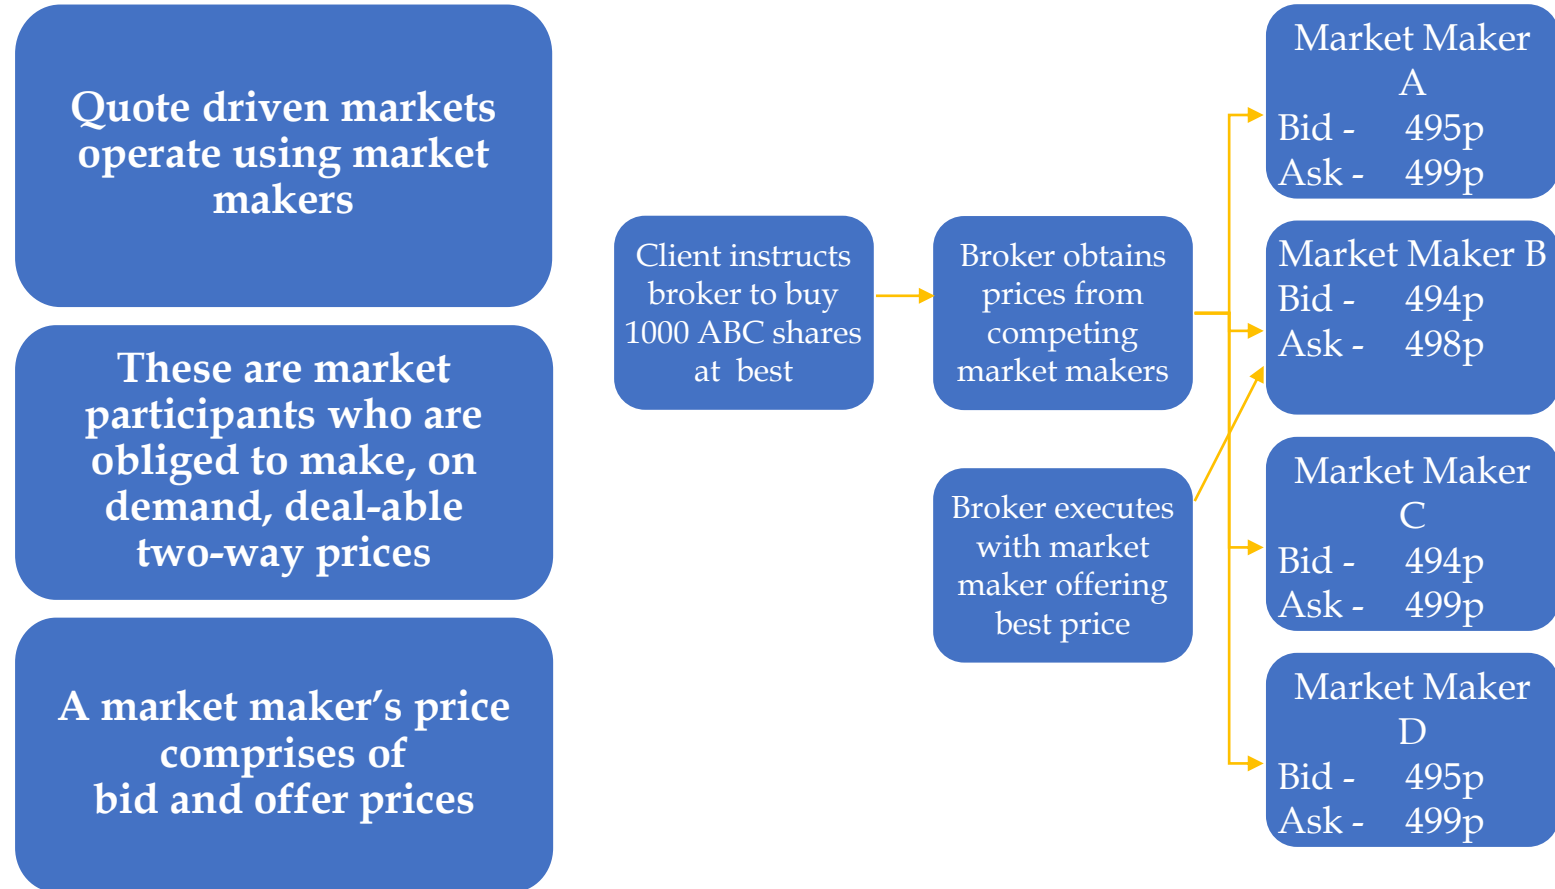 Quote driven markets
operate using market
makers
These are market
participants who are
obliged to make, on
demand, deal-able
two-way prices
A market maker’s price
comprises of
bid and offer prices
Client instructs
broker to buy
1000 ABC shares
at best
Broker obtains
prices from
competing
market makers
Broker executes
with market
maker offering
best price
Market Maker
A
Bid - 495p
Ask - 499p
Market Maker B
Bid - 494p
Ask - 498p
Market Maker
C
Bid - 494p
Ask - 499p
Market Maker
D
Bid - 495p
Ask - 499p